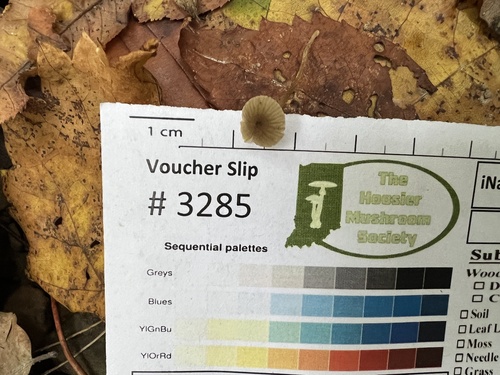 1 cm
Voucher Slip
# 3285
The
Hoosier
Mushroom
Society
Sequential palettes
Greys
Blues
YlGnBu
YlOrRd
iNa
Sub
Wood
D
C
Soil
Leaf L
Moss
Needle
Grass